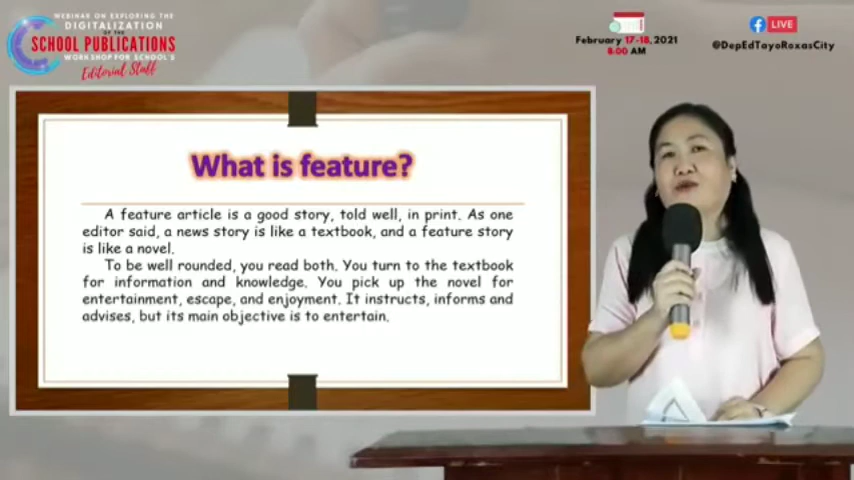 WEBINAR ON EXPLORING THE
DIGITALIZATION
OF THE
SCHOOL PUBLICATIONS
WORKSHOP FOR SCHOOL'S
Editorial Staff
February 17-18, 2021
8:00 AM
LIVE
@DepEdTayoRoxasCity
What is feature?
A feature article is a good story, told well, in print. As one
editor said, a news story is like a textbook, and a feature story
is like a novel.
To be well rounded, you read both. You turn to the textbook
for information and knowledge. You pick up the novel for
entertainment, escape, and enjoyment. It instructs, informs and
advises, but its main objective is to entertain.